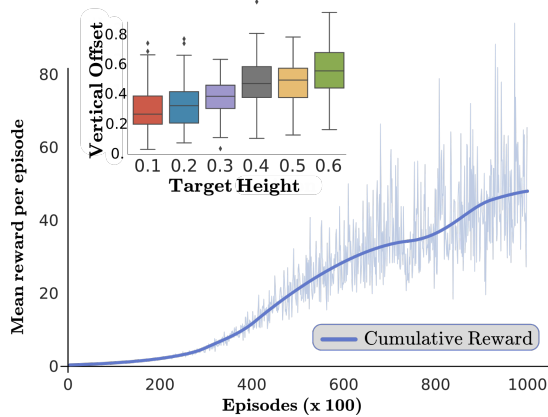 Vertical Offset
0.8
0.6
0.4
0.2
0.
0.1 0.2 0.3 0.4 0.5 0.6
Target Height
Mean reward per episode
80
60
40
20
0
Cumulative Reward
0 200 400 600 800 1000
Episodes (x 100)